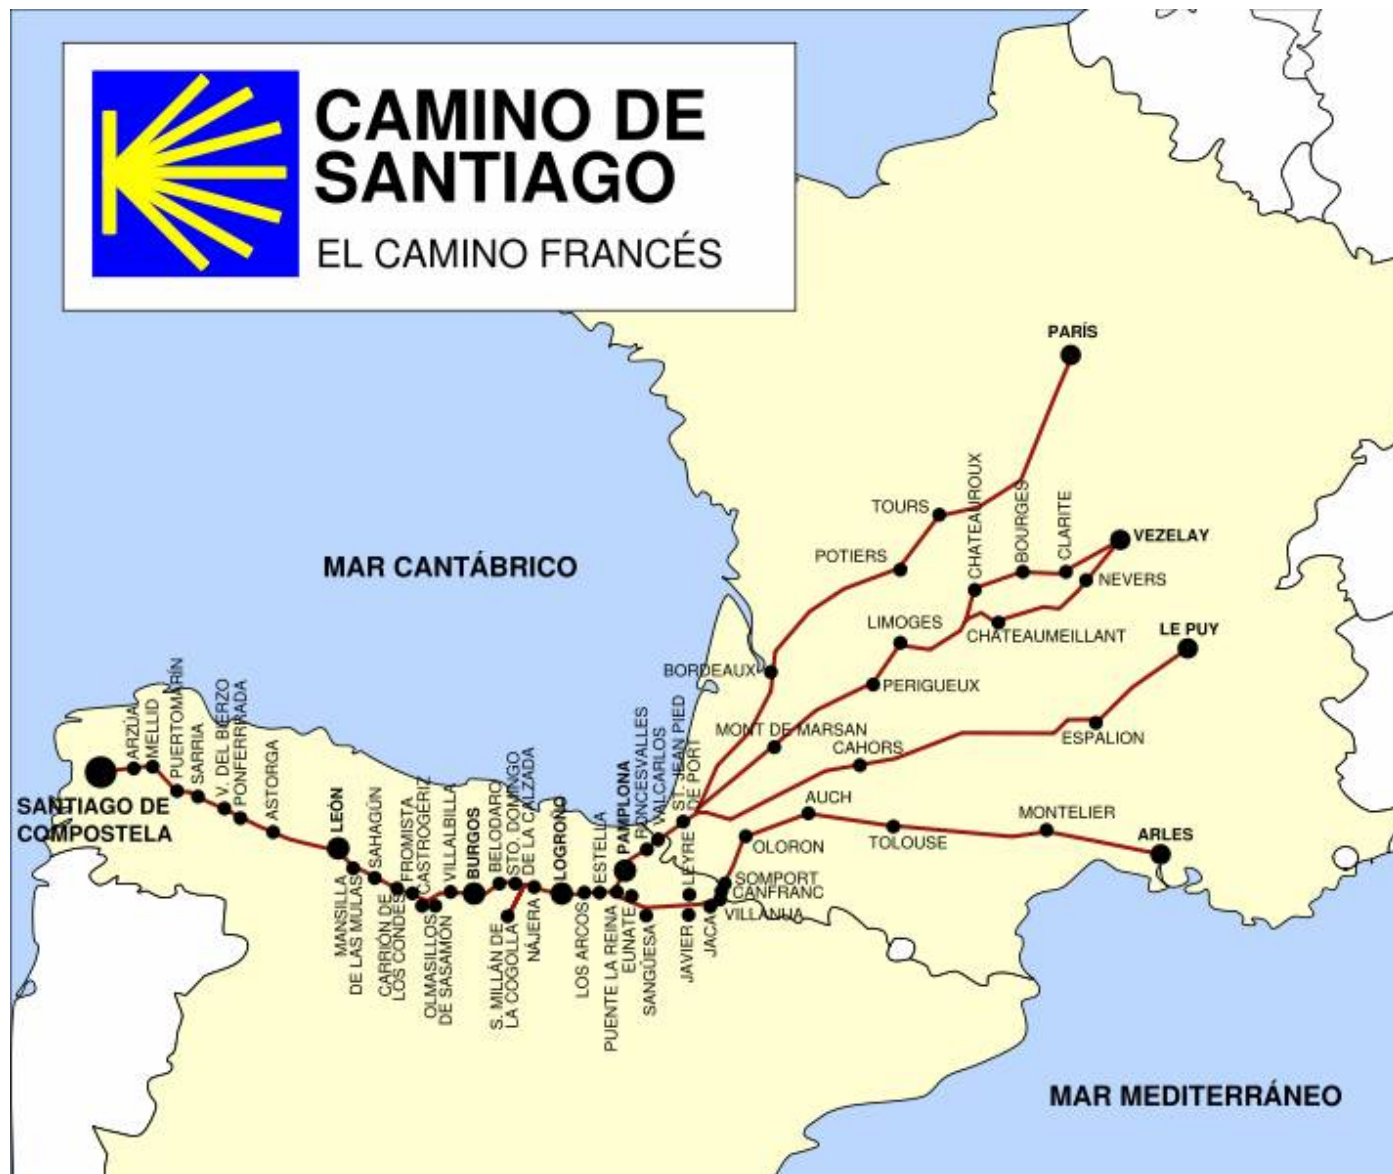 CAMINO DE
SANTIAGO
EL CAMINO FRANCÉS
PARÍS
TOURS
CHATEAUROUX
BOURGES
CLARITE
VEZELAY
POTIERS
NEVERS
MAR CANTÁBRICO
LIMOGES
CHATEAUMEILLANT
LE PUY
BORDEAUX
PERIGUEUX
MONT DE MARSAN
CAHORS
ESPALION
AUCH
MONTELIER
OLORON
TOLOUSE
ARLES
SANTIAGO DE
COMPOSTELA
ARZÚA
MELLID
PUERTOMARÍN
SARRIA
V. DEL BIERZO
PONFERRADA
ASTORGA
LEÓN
MANSILLA
DE LAS MULAS
SAHAGÚN
CARRIÓN DE
LOS CONDES
FROMISTA
CASTROGERIZ
OLMASILLOS
DE SASAMÓN
VILLALBILLA
BURGOS
BELODARO
S. MILLÁN DE
LA COGOLLA
STO. DOMINGO
DE LA CALZADA
NÁJERA
LOGROÑO
LOS ARCOS
ESTELLA
PUENTE LA REINA
EUNATE
PAMPLONA
SANGÜESA
RONCESVALLES
VALCARLOS
ST. JEAN PIED
DE PORT
LEYRE
JAVIER
JACA
SOMPORT
CANFRANC
VILLANUA
MAR MEDITERRÁNEO